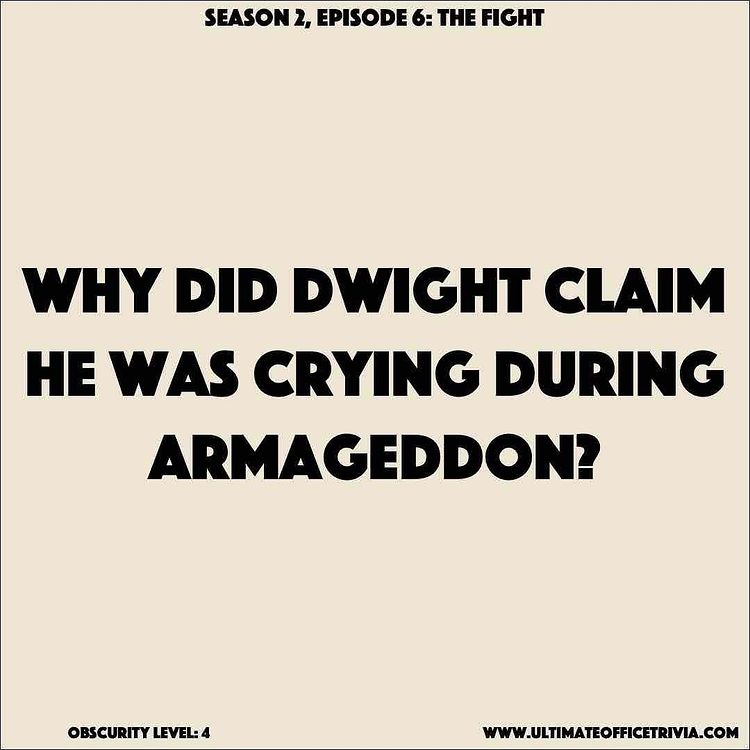 SEASON 2, EPISODE 6: THE FIGHT
WHY DID DWIGHT CLAIM
HE WAS CRYING DURING
ARMAGEDDON?
OBSCURITY LEVEL: 4
WWW.ULTIMATEOFFICETRIVIA.COM